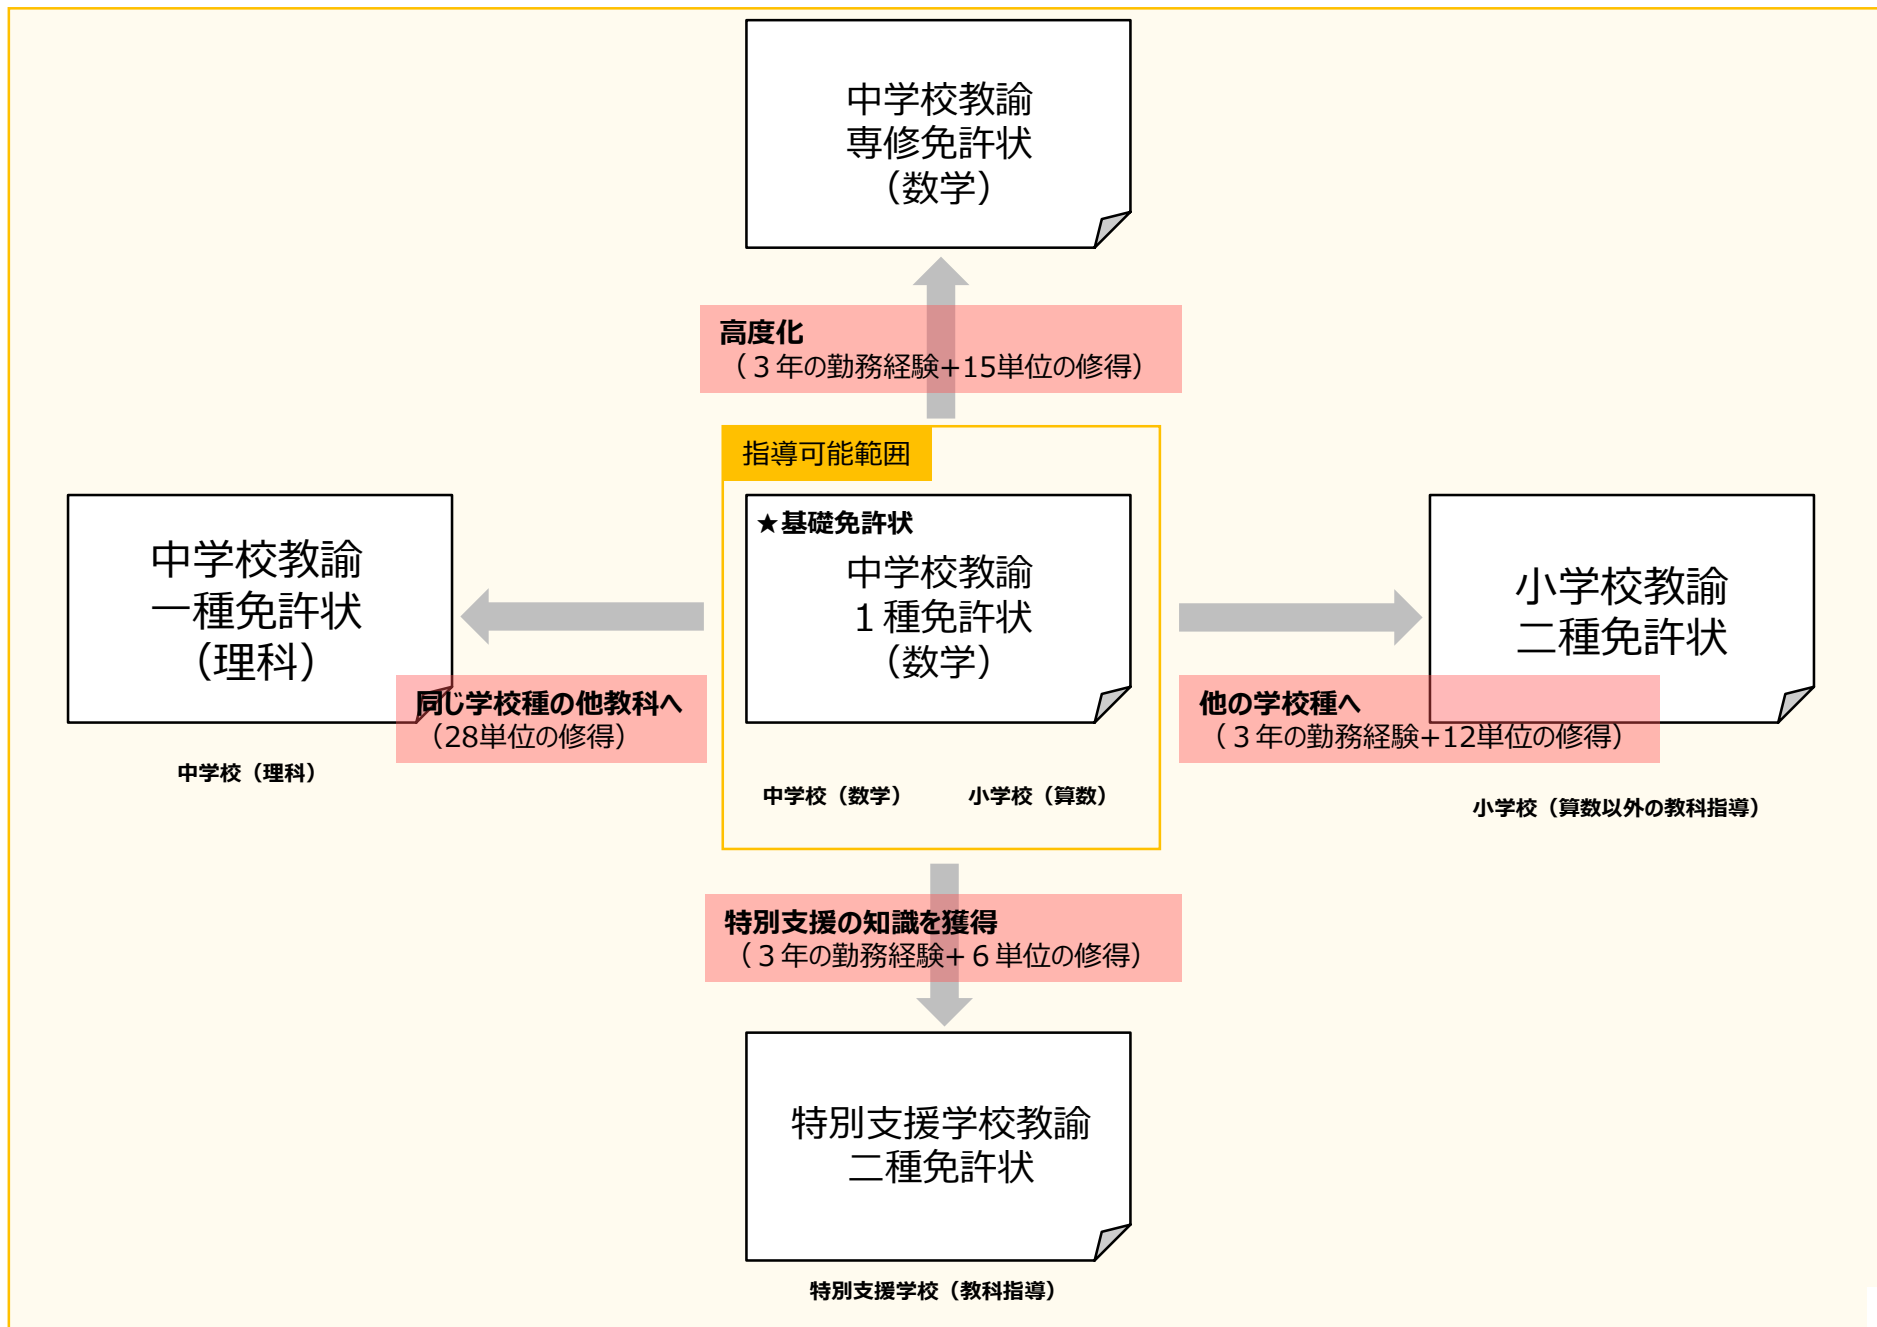 中学校教諭
専修免許状
（数学）
高度化
（３年の勤務経験+15単位の修得）
指導可能範囲
★基礎免許状
中学校教諭
１種免許状
（数学）
中学校（数学）
小学校（算数）
中学校教諭
一種免許状
（理科）
同じ学校種の他教科へ
（28単位の修得）
中学校（理科）
小学校教諭
二種免許状
他の学校種へ
（３年の勤務経験+12単位の修得）
小学校（算数以外の教科指導）
特別支援の知識を獲得
（３年の勤務経験+６単位の修得）
特別支援学校教諭
二種免許状
特別支援学校（教科指導）